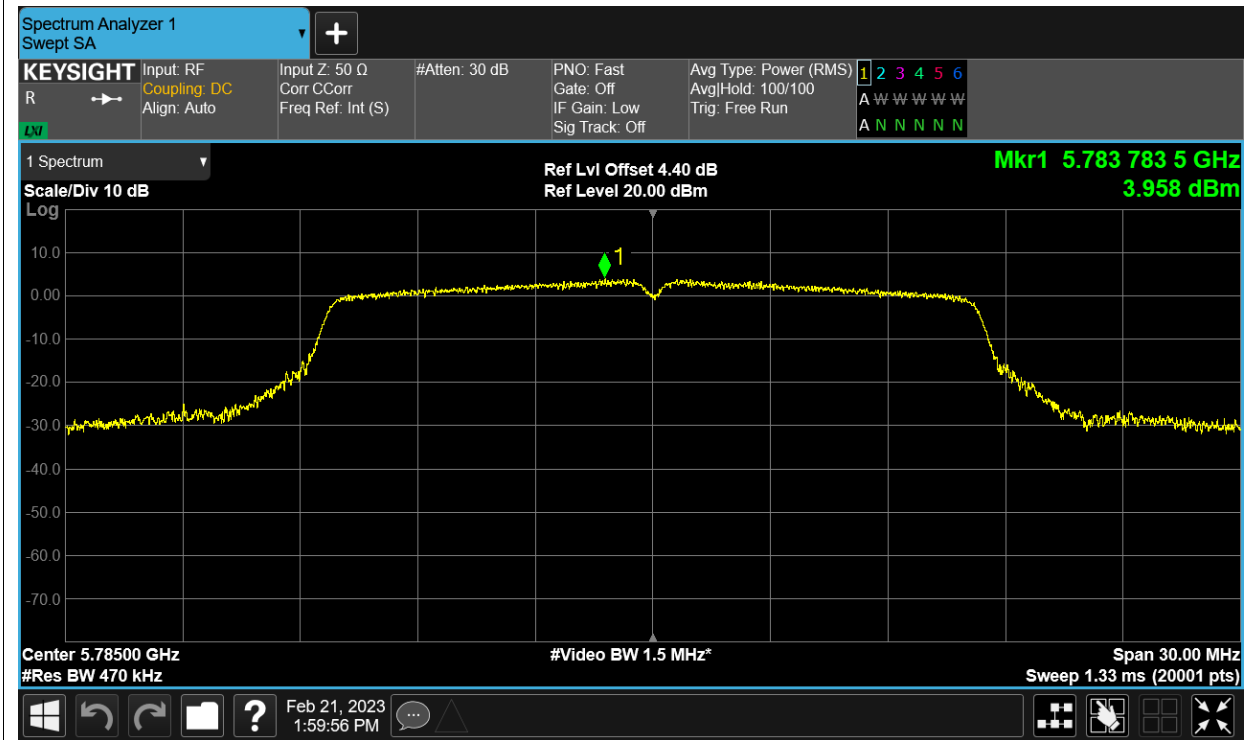 Spectrum Analyzer 1
Swept SA
+
KEYSIGHT
R
LXI
Input: RF
Coupling: DC
Align: Auto
Input Z: 50 Ω
Corr CCorr
Freq Ref: Int (S)
#Atten: 30 dB
PNO: Fast
Gate: Off
IF Gain: Low
Sig Track: Off
Avg Type: Power (RMS)
Avg|Hold: 100/100
Trig: Free Run
1 2 3 4 5 6
A W W W W W
A N N N N N
1 Spectrum
Scale/Div 10 dB
Log
Ref Lvl Offset 4.40 dB
Ref Level 20.00 dBm
Mkr1 5.783 783 5 GHz
3.958 dBm
1
10.0
0.00
-10.0
-20.0
-30.0
-40.0
-50.0
-60.0
-70.0
Center 5.78500 GHz
#Res BW 470 kHz
#Video BW 1.5 MHz*
Span 30.00 MHz
Sweep 1.33 ms (20001 pts)
?
Feb 21, 2023
1:59:56 PM